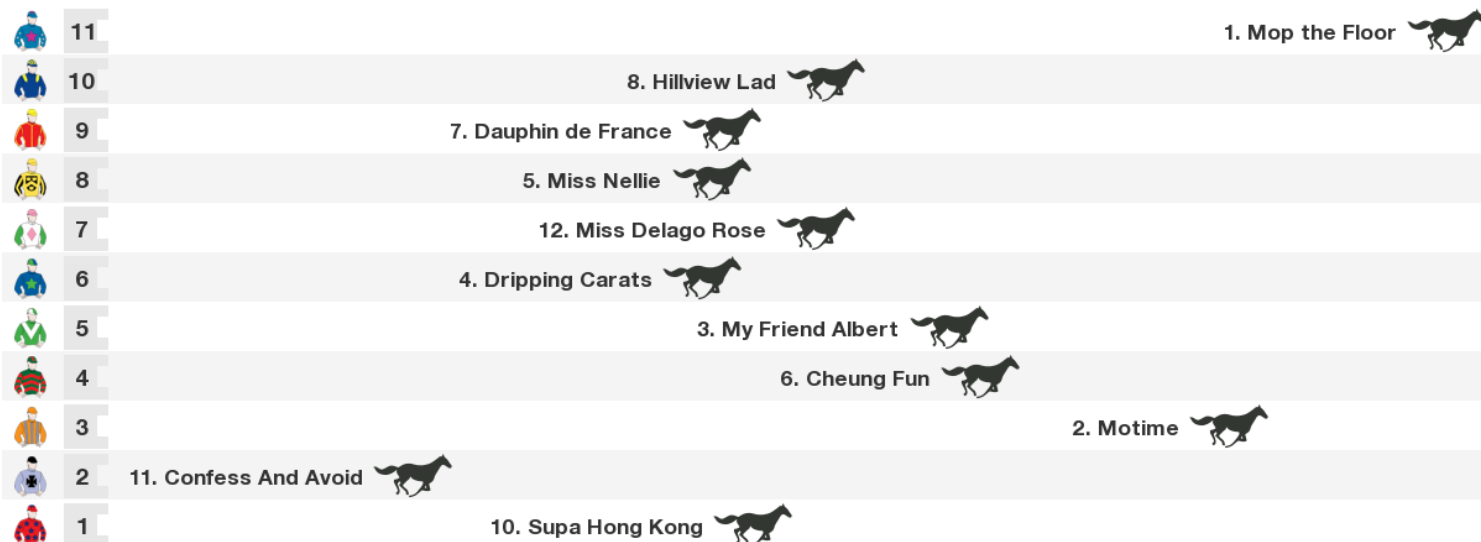 11 1. Mop the Floor
10 8. Hillview Lad
9 7. Dauphin de France
8 5. Miss Nellie
7 12. Miss Delago Rose
6 4. Dripping Carats
5 3. My Friend Albert
4 6. Cheung Fun
3 2. Motime
2 11. Confess And Avoid
1 10. Supa Hong Kong